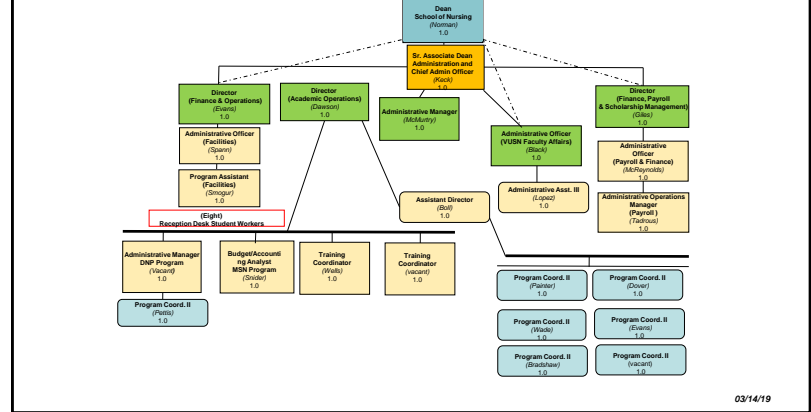 Dean
School of Nursing
(Norman)
1.0
Sr. Associate Dean
Administration and
Chief Admin Officer
(Keck)
1.0
Director
(Finance & Operations)
(Evans)
1.0
Director
(Academic Operations)
(Dawson)
1.0
Administrative Manager
(McMurtry)
1.0
Administrative Officer
(VUSN Faculty Affairs)
(Black)
1.0
Director
(Finance, Payroll
& Scholarship Management)
(Giles)
1.0
Administrative Officer
(Facilities)
(Spann)
1.0
Program Assistant
(Facilities)
(Smogur)
1.0
(Eight)
Reception Desk Student Workers
Assistant Director
(Boll)
1.0
Administrative Asst. III
(Lopez)
1.0
Administrative
Officer
(Payroll & Finance)
(McReynolds)
1.0
Administrative Operations
Manager
(Payroll )
(Tadrous)
1.0
Administrative Manager
DNP Program
(Vacant)
1.0
Budget/Accounti
ng Analyst
MSN Program
(Snider)
1.0
Training
Coordinator
(Wells)
1.0
Training
Coordinator
(vacant)
1.0
Program Coord. II
(Pettis)
1.0
Program Coord. II
(Painter)
1.0
Program Coord. II
(Dover)
1.0
Program Coord. II
(Wade)
1.0
Program Coord. II
(Evans)
1.0
Program Coord. II
(Bradshaw)
1.0
Program Coord. II
(vacant)
1.0
03/14/19